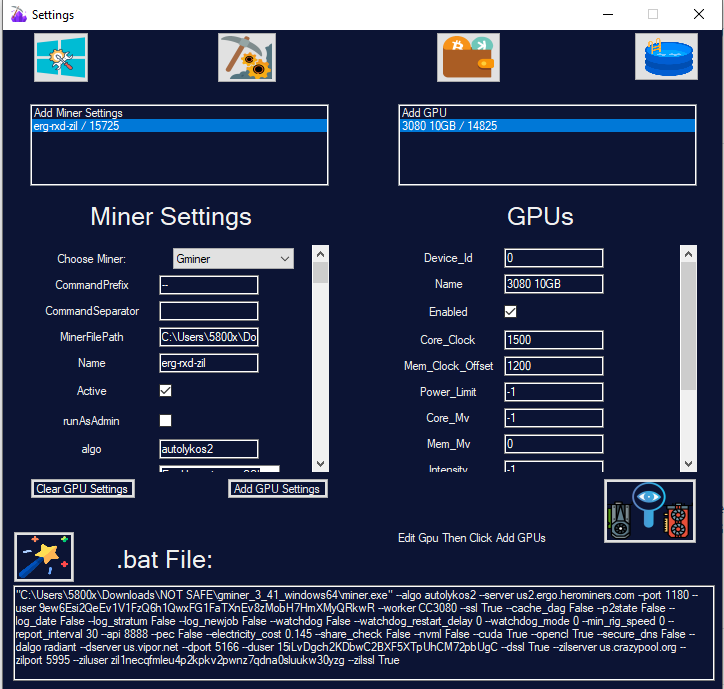 Settings
Add Miner Settings
erg-rxd-zil / 15725
Add GPU
3080 10GB / 14825
Miner Settings
GPUs
Choose Miner:
Gminer
CommandPrefix
--
CommandSeparator
MinerFilePath
C:\Users\5800x\Do
Name
erg-rxd-zil
Active
runAsAdmin
algo
autolykos2
Device_Id
0
Name
3080 10GB
Enabled
Core_Clock
1500
Mem_Clock_Offset
1200
Power_Limit
-1
Core_Mv
-1
Mem_Mv
0
Intensity
-1
Clear GPU Settings
Add GPU Settings
Edit Gpu Then Click Add GPUs
.bat File:
"C:\Users\5800x\Downloads\NOT SAFE\gminer_3_41_windows64\miner.exe" --algo autolykos2 --server us2.ergo.herominers.com --port 1180 --
user 9ew6Esi2QeEv1V1FzQ6h1QwxFG1FaTXnEv8zMobH7HmXMyQRkwR --worker CC3080 --ssl True --cache_dag False --p2state False --
log_date False --log_stratum False --log_newjob False --watchdog False --watchdog_restart_delay 0 --watchdog_mode 0 --min_rig_speed 0 --
report_interval 30 --api 8888 --pec False --electricity_cost 0.145 --share_check False --nvml False --cuda True --opencl True --secure_dns False --
dalgo radiant --dserver us.vipor.net --dport 5166 --duser 15iLvDgch2KDbwC2BXF5XTpUhCM72pbUgC --dssl True --zilserver us.crazypool.org --
zilport 5995 --ziluser zil1necqfmleu4p2kpkv2pwnz7qdna0sluukw30yzg --zilssl True